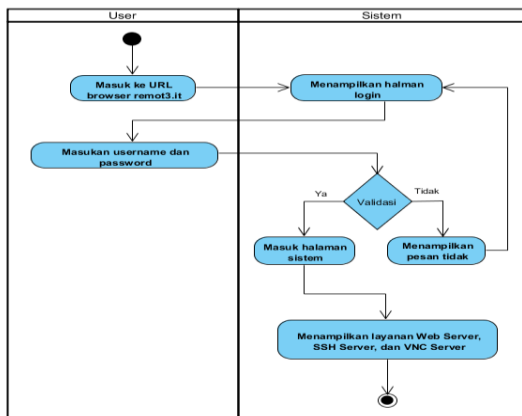 User
Sistem
Masuk ke URL
browser remot3.it
Menampilkan halman
login
Masukan username dan
password
Validasi
Ya
Tidak
Masuk halaman
sistem
Menampilkan
pesan tidak
Menampilkan layanan Web Server,
SSH Server, dan VNC Server